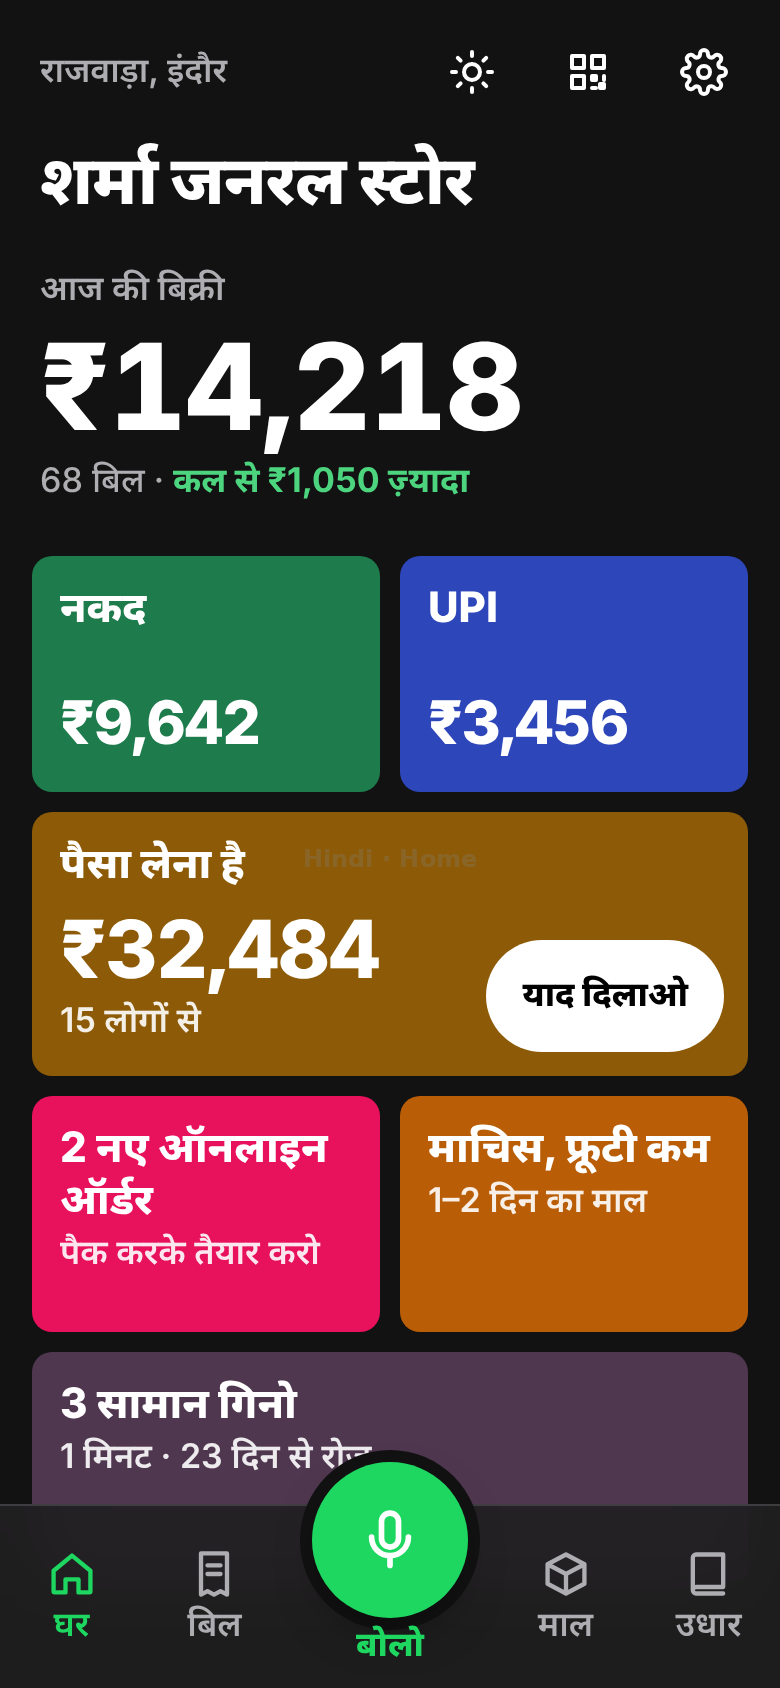 राजवाड़ा, इंदौर
शर्मा जनरल स्टोर
आज की बिक्री
₹14,218
68 बिल · कल से ₹1,050 ज़्यादा
नकद
₹9,642
UPI
₹3,456
पैसा लेना है
Hindi · Home
₹32,484
15 लोगों से
याद दिलाओ
2 नए ऑनलाइन
ऑर्डर
पैक करके तैयार करो
माचिस, फ्रूटी कम
1–2 दिन का माल
3 सामान गिनो
1 मिनट · 23 दिन से रोज़
घर
बिल
बोलो
माल
उधार